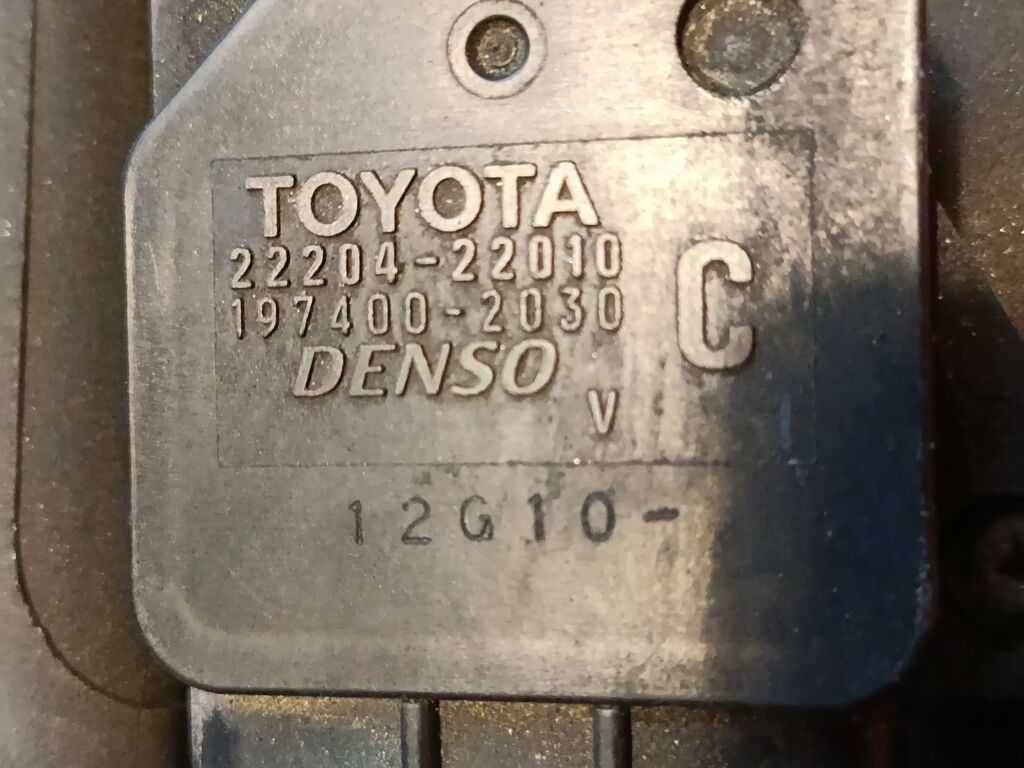 TOYOTA
22204-22010
197400-2030
C
DENSO
V
12G10-